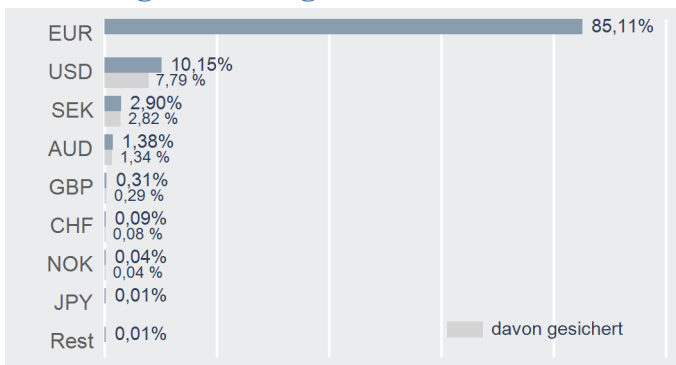 EUR 85,11%
USD 10,15%
7,79 %
SEK 2,90%
2,82 %
AUD 1,38%
1,34 %
GBP 0,31%
0,29 %
CHF 0,09%
0,08 %
NOK 0,04%
0,04 %
JPY 0,01%
Rest 0,01%
davon gesichert